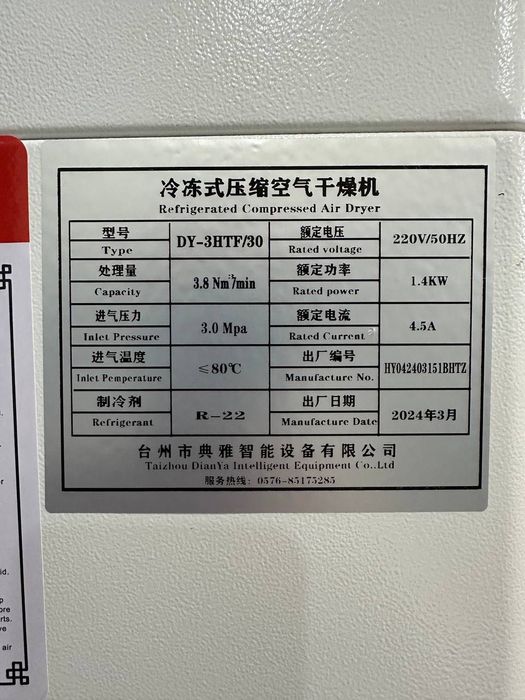 冷冻式压缩空气干燥机
Refrigerated Compressed Air Dryer
型号 DY-3HTF/30 额定电压 220V/50HZ
Type Rated voltage
处理量 3.8 Nm³/min 额定功率 1.4KW
Capacity Rated power
进气压力 3.0 Mpa 额定电流 4.5A
Inlet Pressure Rated Current
进气温度 ≤80℃ 出厂编号 HY042403151BHTZ
Inlet Pemperature Manufacture No.
制冷剂 R-22 出厂日期 2024年3月
Refrigerant Manufacture Date
台州市典雅智能设备有限公司
Taizhou DianYa Intelligent Equipment Co.,Ltd
服务热线: 0576-85175285
id.
ore
rts.
ve
air